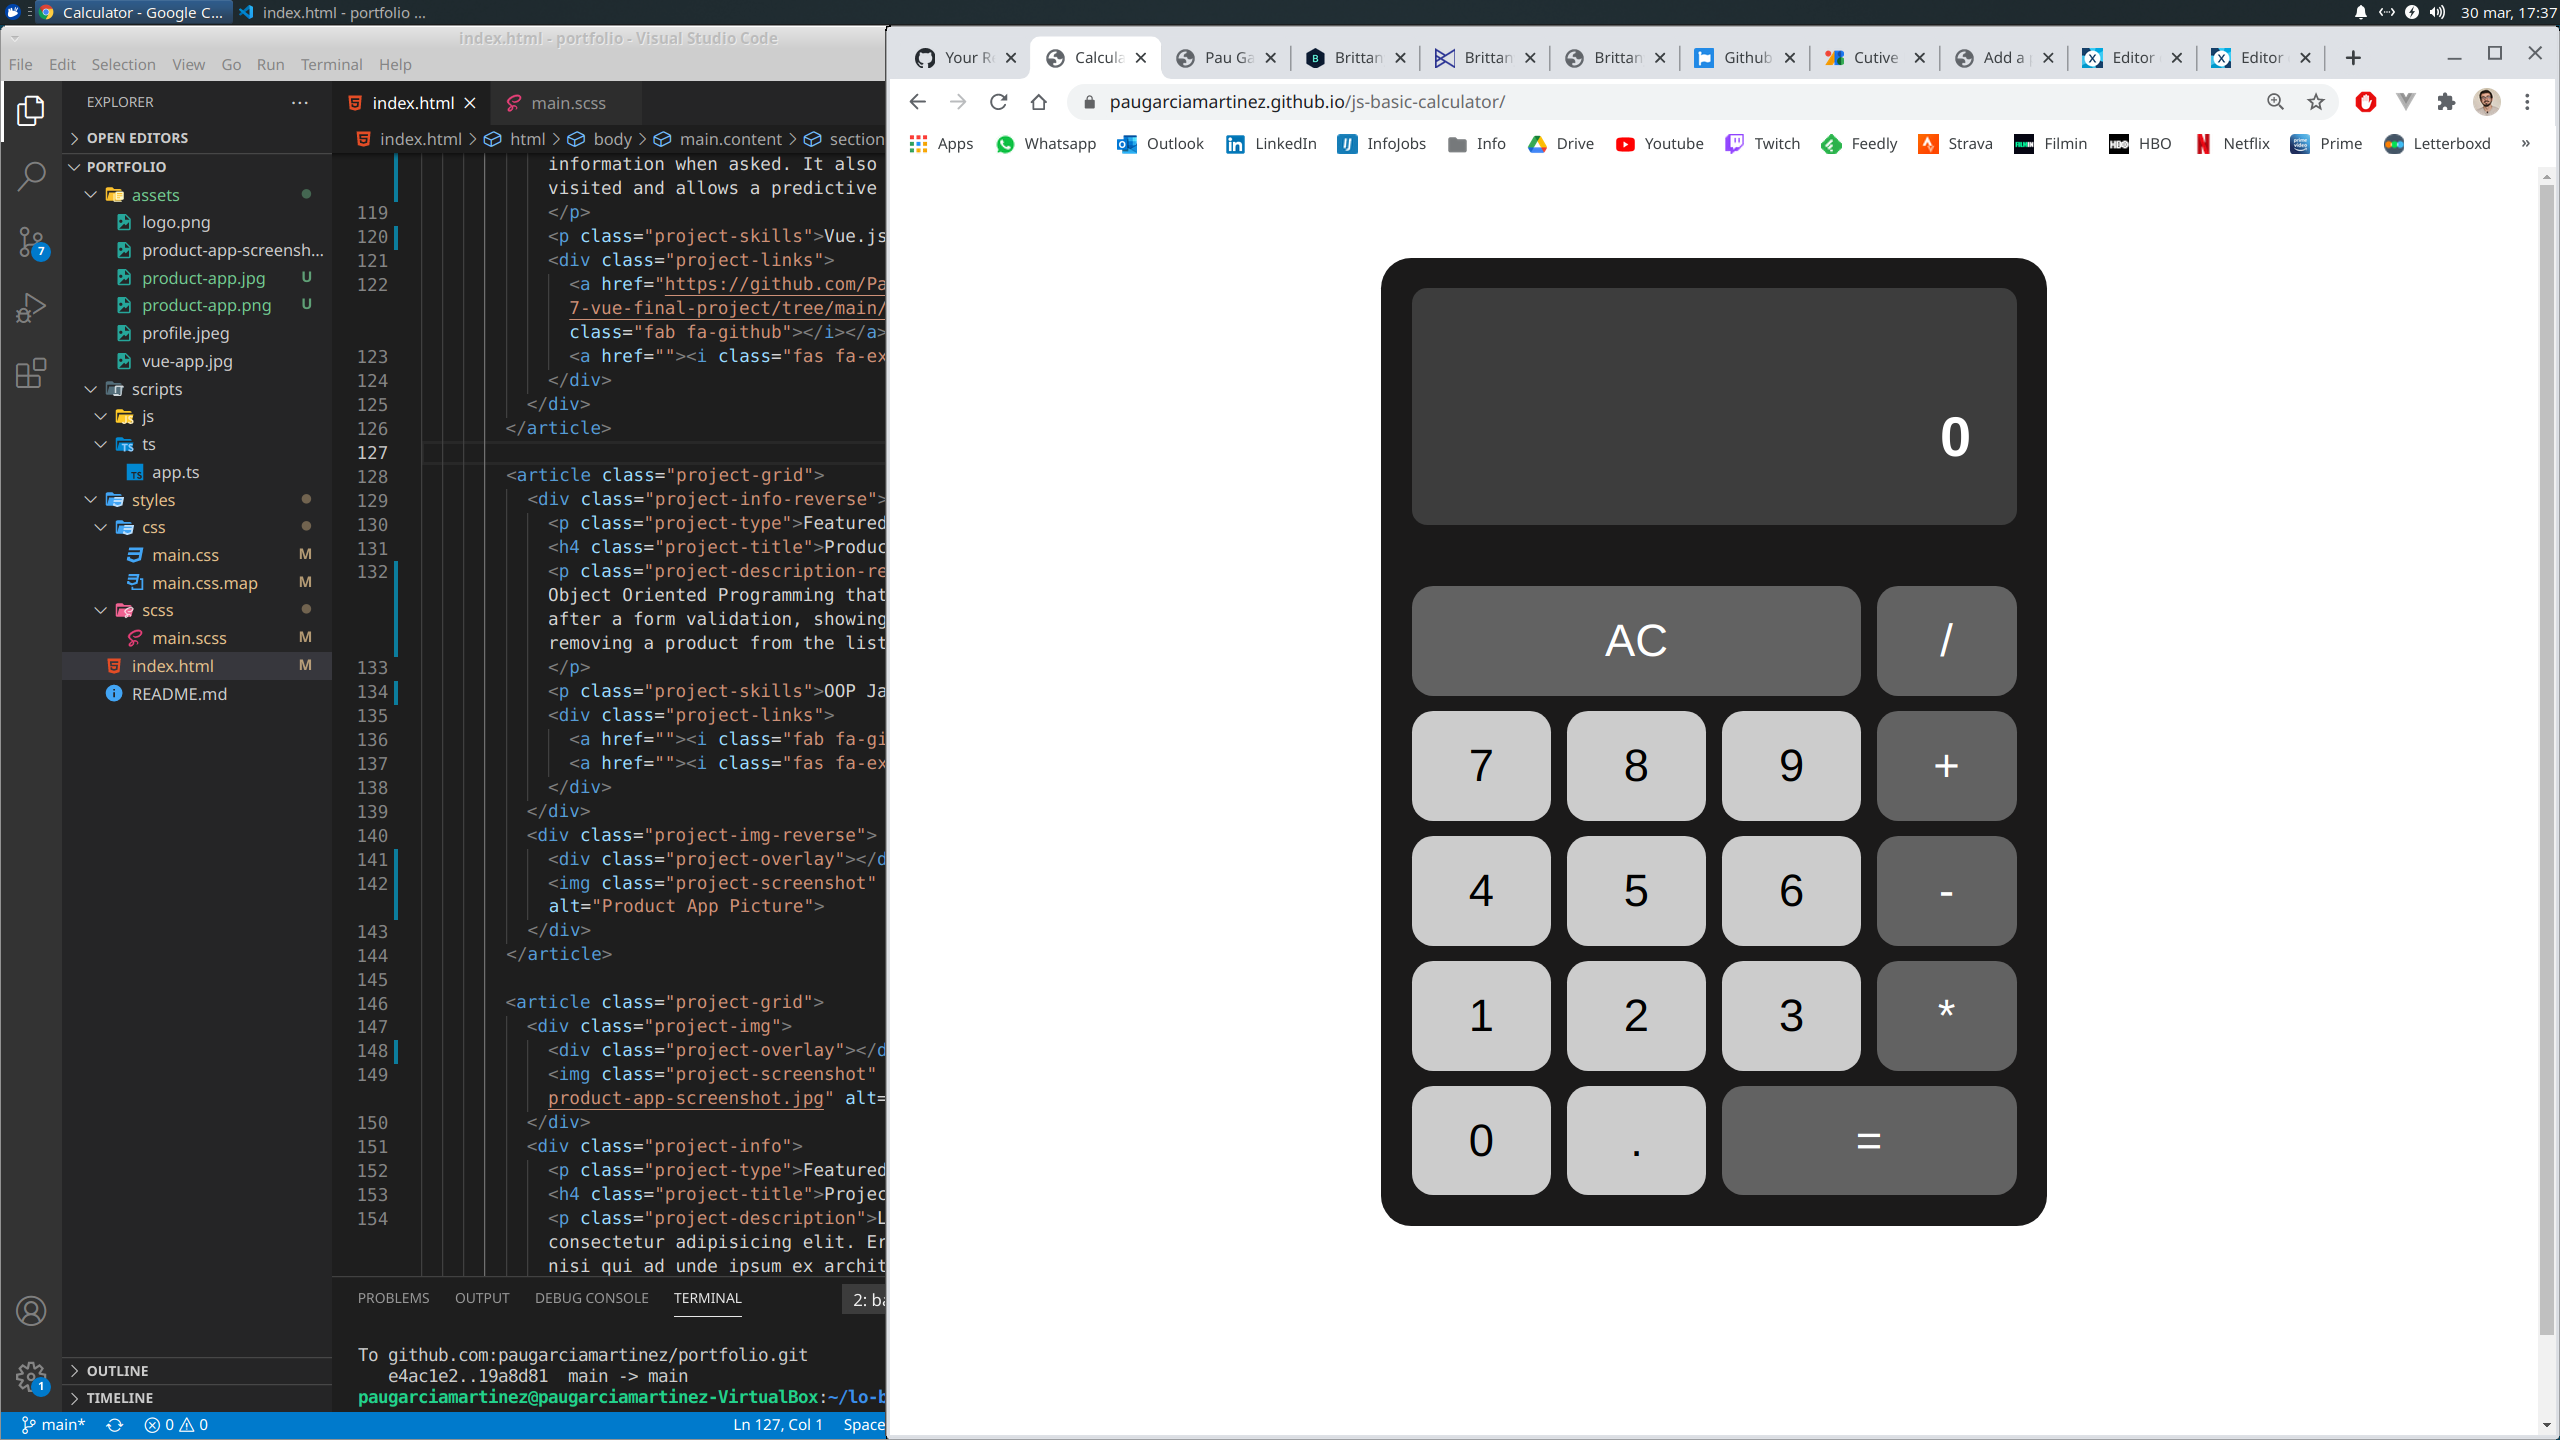 Calculator - Google C...
index.html - portfolio ...
30 mar, 17:37
index.html - portfolio - Visual Studio Code
File Edit Selection View Go Run Terminal Help
EXPLORER
OPEN EDITORS
PORTFOLIO
assets
logo.png
product-app-screensh...
product-app.jpg U
product-app.png U
profile.jpeg
vue-app.jpg
scripts
js
ts
app.ts
styles
css
main.css M
main.css.map M
scss
main.scss M
index.html M
README.md
OUTLINE
TIMELINE
7
1
index.html
main.scss
index.html > html > body > main.content > section
information when asked. It also
visited and allows a predictive
119 </p>
120 <p class="project-skills">Vue.js
121 <div class="project-links">
122 <a href="https://github.com/Pa
7-vue-final-project/tree/main/
class="fab fa-github"></i></a>
123 <a href=""><i class="fas fa-ex
124 </div>
125 </div>
126 </article>
127
128 <article class="project-grid">
129 <div class="project-info-reverse">
130 <p class="project-type">Featured
131 <h4 class="project-title">Produc
132 <p class="project-description-re
Object Oriented Programming that
after a form validation, showing
removing a product from the list
133 </p>
134 <p class="project-skills">OOP Ja
135 <div class="project-links">
136 <a href=""><i class="fab fa-gi
137 <a href=""><i class="fas fa-ex
138 </div>
139 </div>
140 <div class="project-img-reverse">
141 <div class="project-overlay"></d
142 <img class="project-screenshot"
alt="Product App Picture">
143 </div>
144 </article>
145
146 <article class="project-grid">
147 <div class="project-img">
148 <div class="project-overlay"></d
149 <img class="project-screenshot"
product-app-screenshot.jpg" alt=
150 </div>
151 <div class="project-info">
152 <p class="project-type">Featured
153 <h4 class="project-title">Projec
154 <p class="project-description">L
consectetur adipisicing elit. Er
nisi qui ad unde ipsum ex archit
PROBLEMS OUTPUT DEBUG CONSOLE TERMINAL 2: ba
To github.com:paugarciamartinez/portfolio.git
e4ac1e2..19a8d81 main -> main
paugarciamartinez@paugarciamartinez-VirtualBox:~/lo-b
main* 0 0 Ln 127, Col 1 Space
Your R
Calcula
Pau Ga
Brittan
Brittan
Brittan
Github
Cutive
Add a
Editor
Editor
paugarciamartinez.github.io/js-basic-calculator/
Apps Whatsapp Outlook LinkedIn InfoJobs Info Drive Youtube Twitch Feedly Strava Filmin HBO Netflix Prime Letterboxd »
0
AC /
7 8 9 +
4 5 6 -
1 2 3 *
0 . =